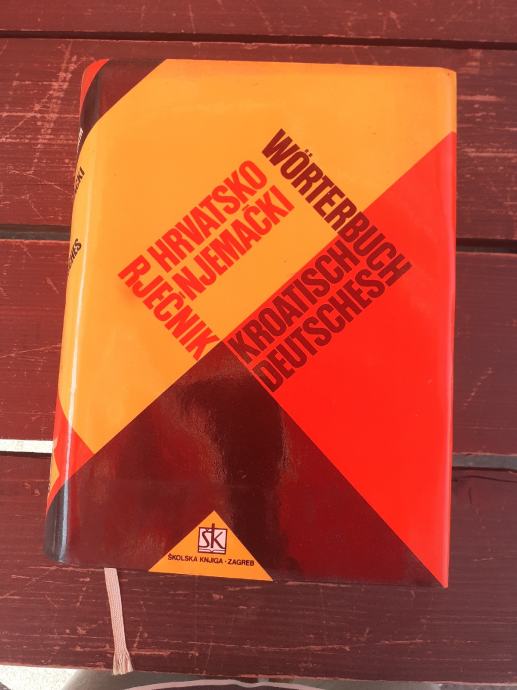 HRVATSKO
NJEMAČKI
RJEČNIK
WÖRTERBUCH
KROATISCH
DEUTSCHES
ŠK
ŠKOLSKA KNJIGA · ZAGREB